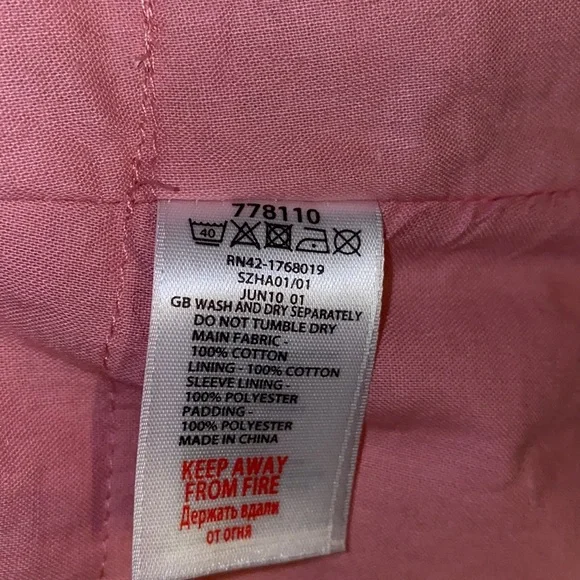 778110
40
RN42-1768019
SZHA01/01
JUN10 01
GB WASH AND DRY SEPARATELY
DO NOT TUMBLE DRY
MAIN FABRIC -
100% COTTON
LINING - 100% COTTON
SLEEVE LINING -
100% POLYESTER
PADDING -
100% POLYESTER
MADE IN CHINA
KEEP AWAY
FROM FIRE
Держать вдали
от огня